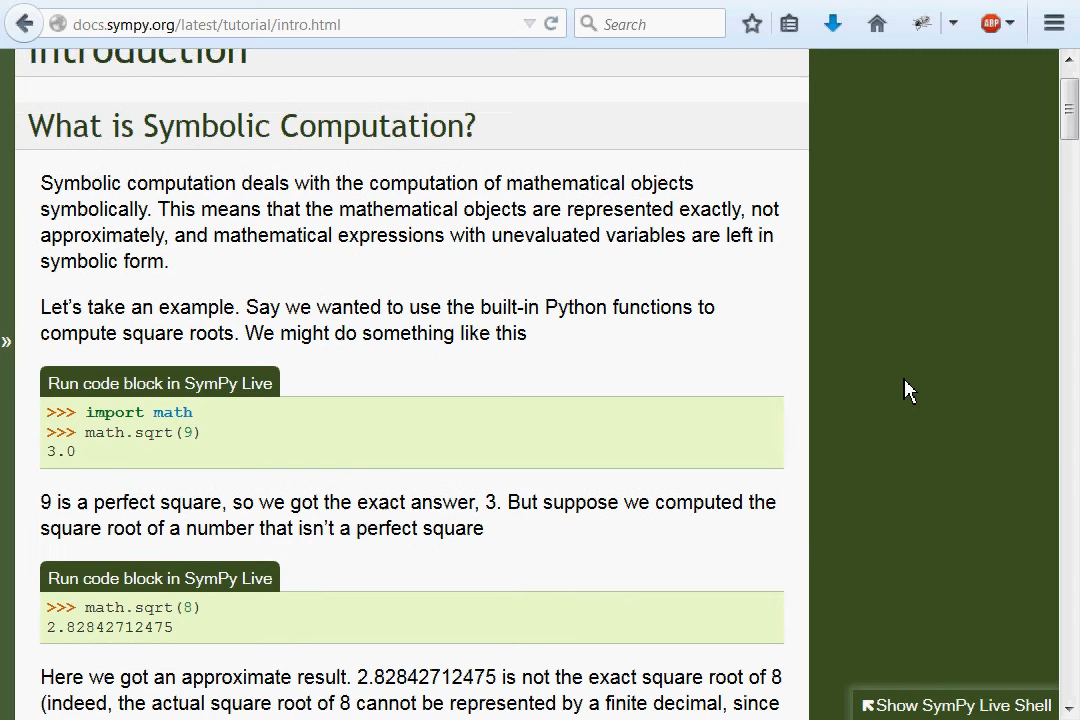 docs.sympy.org/latest/tutorial/intro.html
Search
ABP
Introduction
What is Symbolic Computation?
Symbolic computation deals with the computation of mathematical objects
symbolically. This means that the mathematical objects are represented exactly, not
approximately, and mathematical expressions with unevaluated variables are left in
symbolic form.
Let's take an example. Say we wanted to use the built-in Python functions to
compute square roots. We might do something like this
»
Run code block in SymPy Live
>>> import math
>>> math.sqrt(9)
3.0
9 is a perfect square, so we got the exact answer, 3. But suppose we computed the
square root of a number that isn't a perfect square
Run code block in SymPy Live
>>> math.sqrt(8)
2.82842712475
Here we got an approximate result. 2.82842712475 is not the exact square root of 8
(indeed, the actual square root of 8 cannot be represented by a finite decimal, since
Show SymPy Live Shell